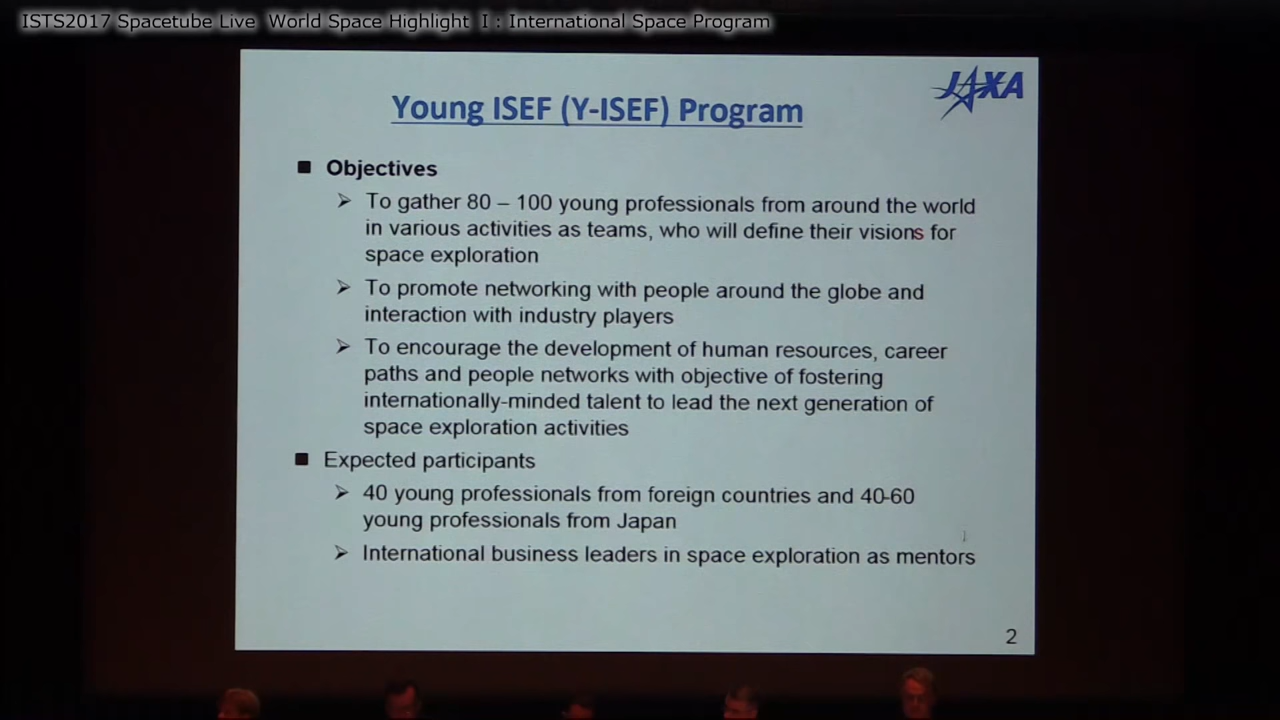 ISTS2017 Spacetube Live World Space Highlight I : International Space Program
JAXA
Young ISEF (Y-ISEF) Program
■ Objectives
➢ To gather 80 – 100 young professionals from around the world
in various activities as teams, who will define their visions for
space exploration
➢ To promote networking with people around the globe and
interaction with industry players
➢ To encourage the development of human resources, career
paths and people networks with objective of fostering
internationally-minded talent to lead the next generation of
space exploration activities
■ Expected participants
➢ 40 young professionals from foreign countries and 40-60
young professionals from Japan
➢ International business leaders in space exploration as mentors
2